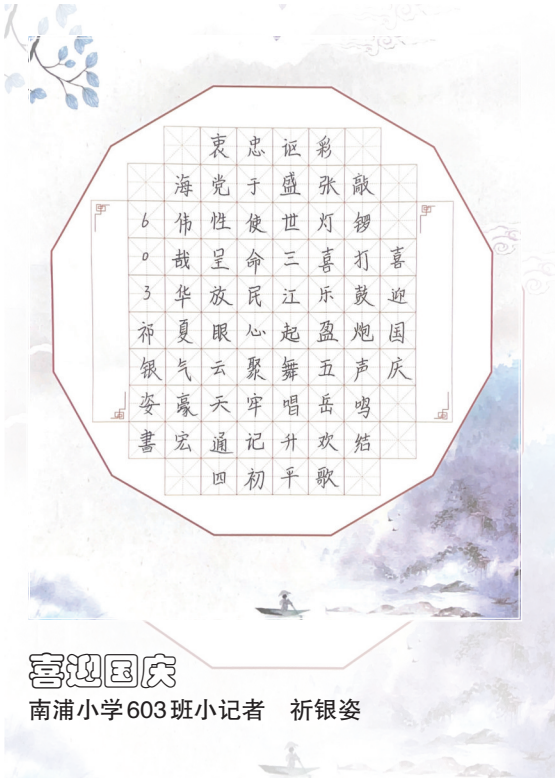 喜迎国庆
敲锣打鼓炮声鸣结
彩张灯喜乐盈五岳欢歌
讴盛世三江起舞唱升平
忠于使命民心聚牢记初
衷党性呈放眼云天通四
海伟哉华夏气豪宏
603祁银姿書
喜迎国庆
南浦小学603班小记者 祈银姿